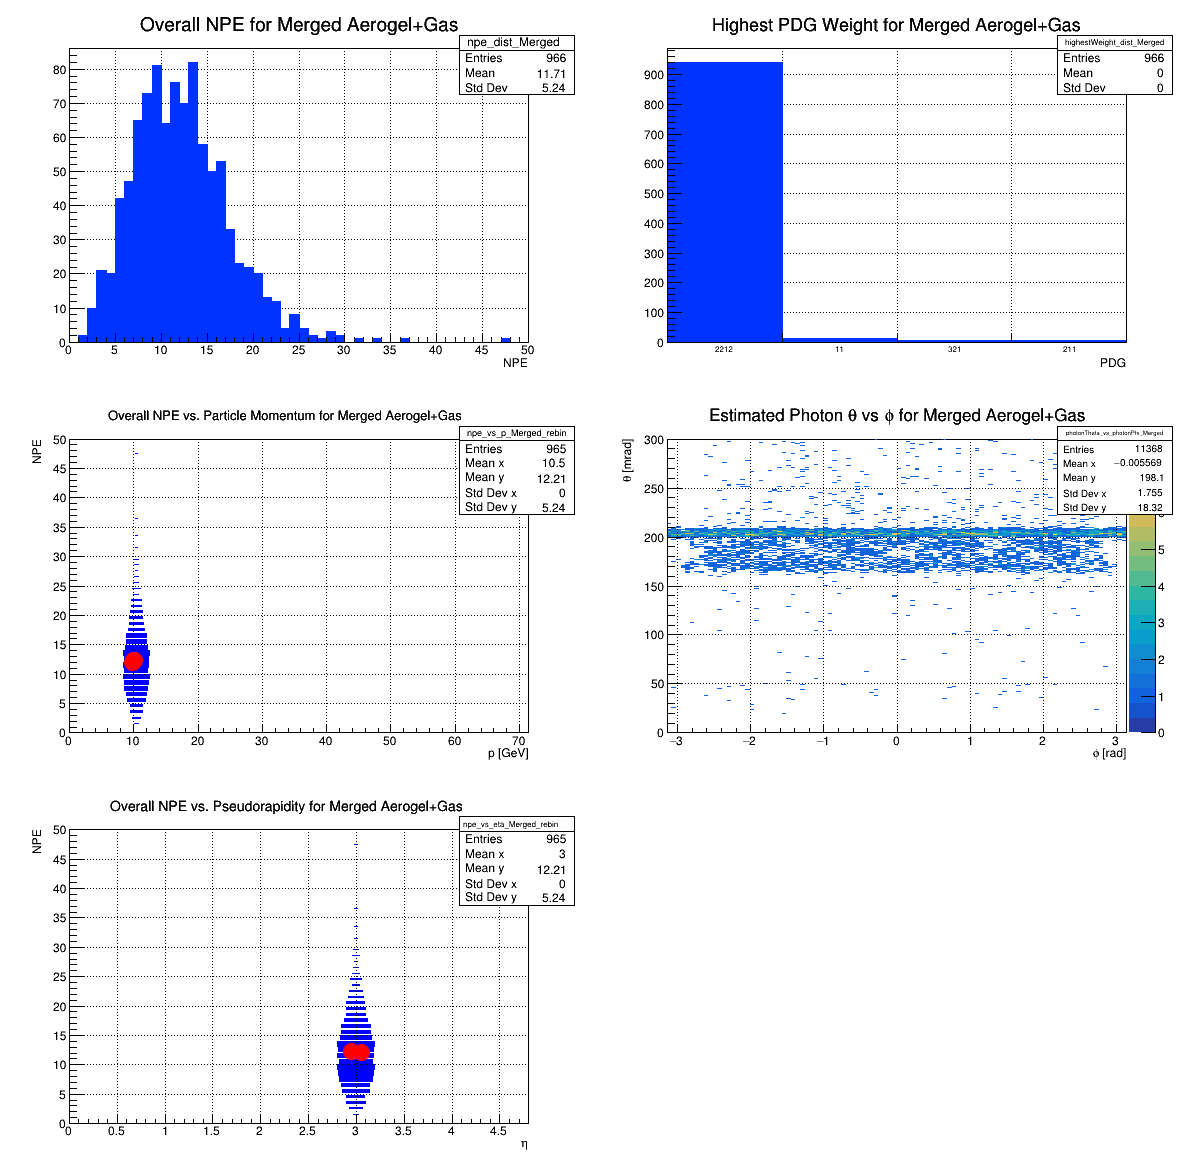 Overall NPE for Merged Aerogel+Gas
npe_dist_Merged
Entries 966
Mean 11.71
Std Dev 5.24
80
70
60
50
40
30
20
10
0
0 5 10 15 20 25 30 35 40 45 50
NPE
Highest PDG Weight for Merged Aerogel+Gas
highestWeight_dist_Merged
Entries 966
Mean 0
Std Dev 0
900
800
700
600
500
400
300
200
100
0
2212 11 321 211
PDG
Overall NPE vs. Particle Momentum for Merged Aerogel+Gas
npe_vs_p_Merged_rebin
Entries 965
Mean x 10.5
Mean y 12.21
Std Dev x 0
Std Dev y 5.24
NPE
50
45
40
35
30
25
20
15
10
5
0
0 10 20 30 40 50 60 70
p [GeV]
Estimated Photon θ vs ϕ for Merged Aerogel+Gas
photonTheta_vs_photonPhi_Merged
Entries 11368
Mean x −0.005569
Mean y 198.1
Std Dev x 1.755
Std Dev y 18.32
θ [mrad]
300
250
200
150
100
50
0
−3 −2 −1 0 1 2 3
ϕ [rad]
5
4
3
2
1
0
Overall NPE vs. Pseudorapidity for Merged Aerogel+Gas
npe_vs_eta_Merged_rebin
Entries 965
Mean x 3
Mean y 12.21
Std Dev x 0
Std Dev y 5.24
NPE
50
45
40
35
30
25
20
15
10
5
0
0 0.5 1 1.5 2 2.5 3 3.5 4 4.5
η